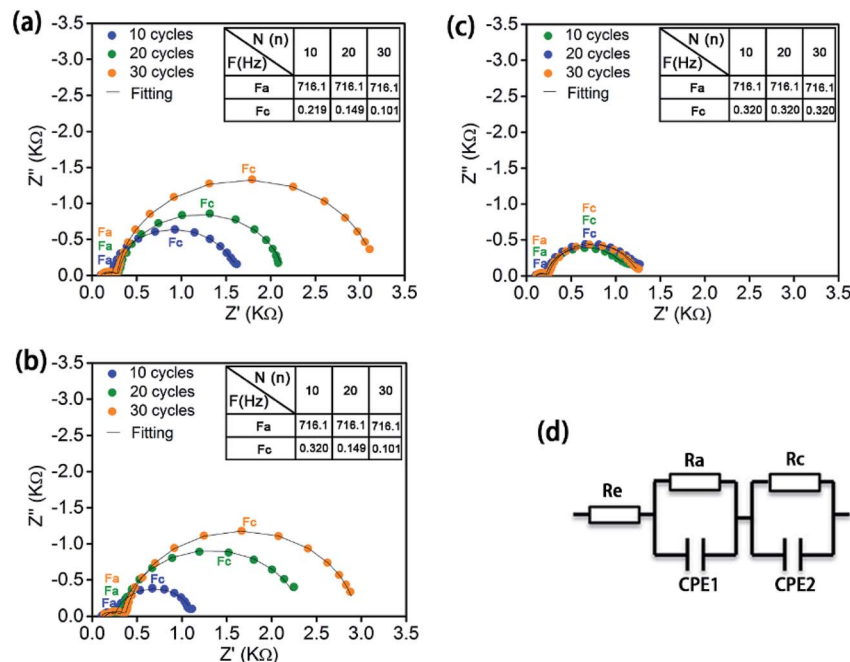 (a)
10 cycles
20 cycles
30 cycles
Fitting
N (n)
F(Hz)
10 20 30
Fa 716.1 716.1 716.1
Fc 0.219 0.149 0.101
-3.5
-3.0
-2.5
-2.0
-1.5
-1.0
-0.5
0.0
Z'' (KΩ)
Fc
Fc
Fc
Fa
Fa
Fa
0.0 0.5 1.0 1.5 2.0 2.5 3.0 3.5
Z' (KΩ)
(c)
10 cycles
20 cycles
30 cycles
Fitting
N (n)
F(Hz)
10 20 30
Fa 716.1 716.1 716.1
Fc 0.320 0.320 0.320
-3.5
-3.0
-2.5
-2.0
-1.5
-1.0
-0.5
0.0
Z'' (KΩ)
Fc
Fc
Fc
Fa
Fa
Fa
0.0 0.5 1.0 1.5 2.0 2.5 3.0 3.5
Z' (KΩ)
(b)
10 cycles
20 cycles
30 cycles
Fitting
N (n)
F(Hz)
10 20 30
Fa 716.1 716.1 716.1
Fc 0.320 0.149 0.101
-3.5
-3.0
-2.5
-2.0
-1.5
-1.0
-0.5
0.0
Z'' (KΩ)
Fc
Fc
Fc
Fa
Fa
Fa
0.0 0.5 1.0 1.5 2.0 2.5 3.0 3.5
Z' (KΩ)
(d)
Re
Ra
Rc
CPE1
CPE2